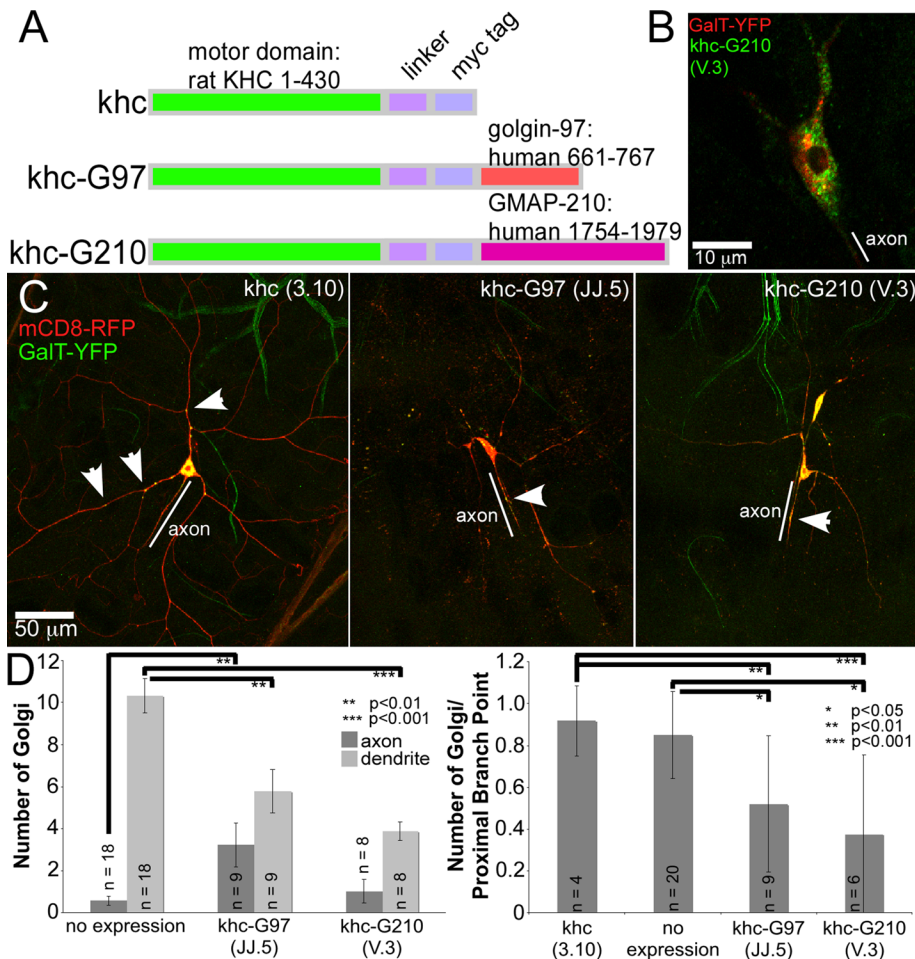 A
motor domain:
rat KHC 1-430
linker
myc tag
khc
golgin-97:
human 661-767
khc-G97
GMAP-210:
human 1754-1979
khc-G210
B
GalT-YFP
khc-G210
(V.3)
axon
10 μm
C
khc (3.10)
mCD8-RFP
GalT-YFP
axon
50 μm
khc-G97 (JJ.5)
axon
khc-G210 (V.3)
axon
D
Number of Golgi
12
10
8
6
4
2
0
**
***
**
** p<0.01
*** p<0.001
axon
dendrite
n = 18
n = 18
n = 9
n = 9
n = 8
n = 8
no expression
khc-G97
(JJ.5)
khc-G210
(V.3)
Number of Golgi/
Proximal Branch Point
1.2
1.0
0.8
0.6
0.4
0.2
0
***
**
*
*
* p<0.05
** p<0.01
*** p<0.001
n = 4
n = 20
n = 9
n = 6
khc
(3.10)
no
expression
khc-G97
(JJ.5)
khc-G210
(V.3)